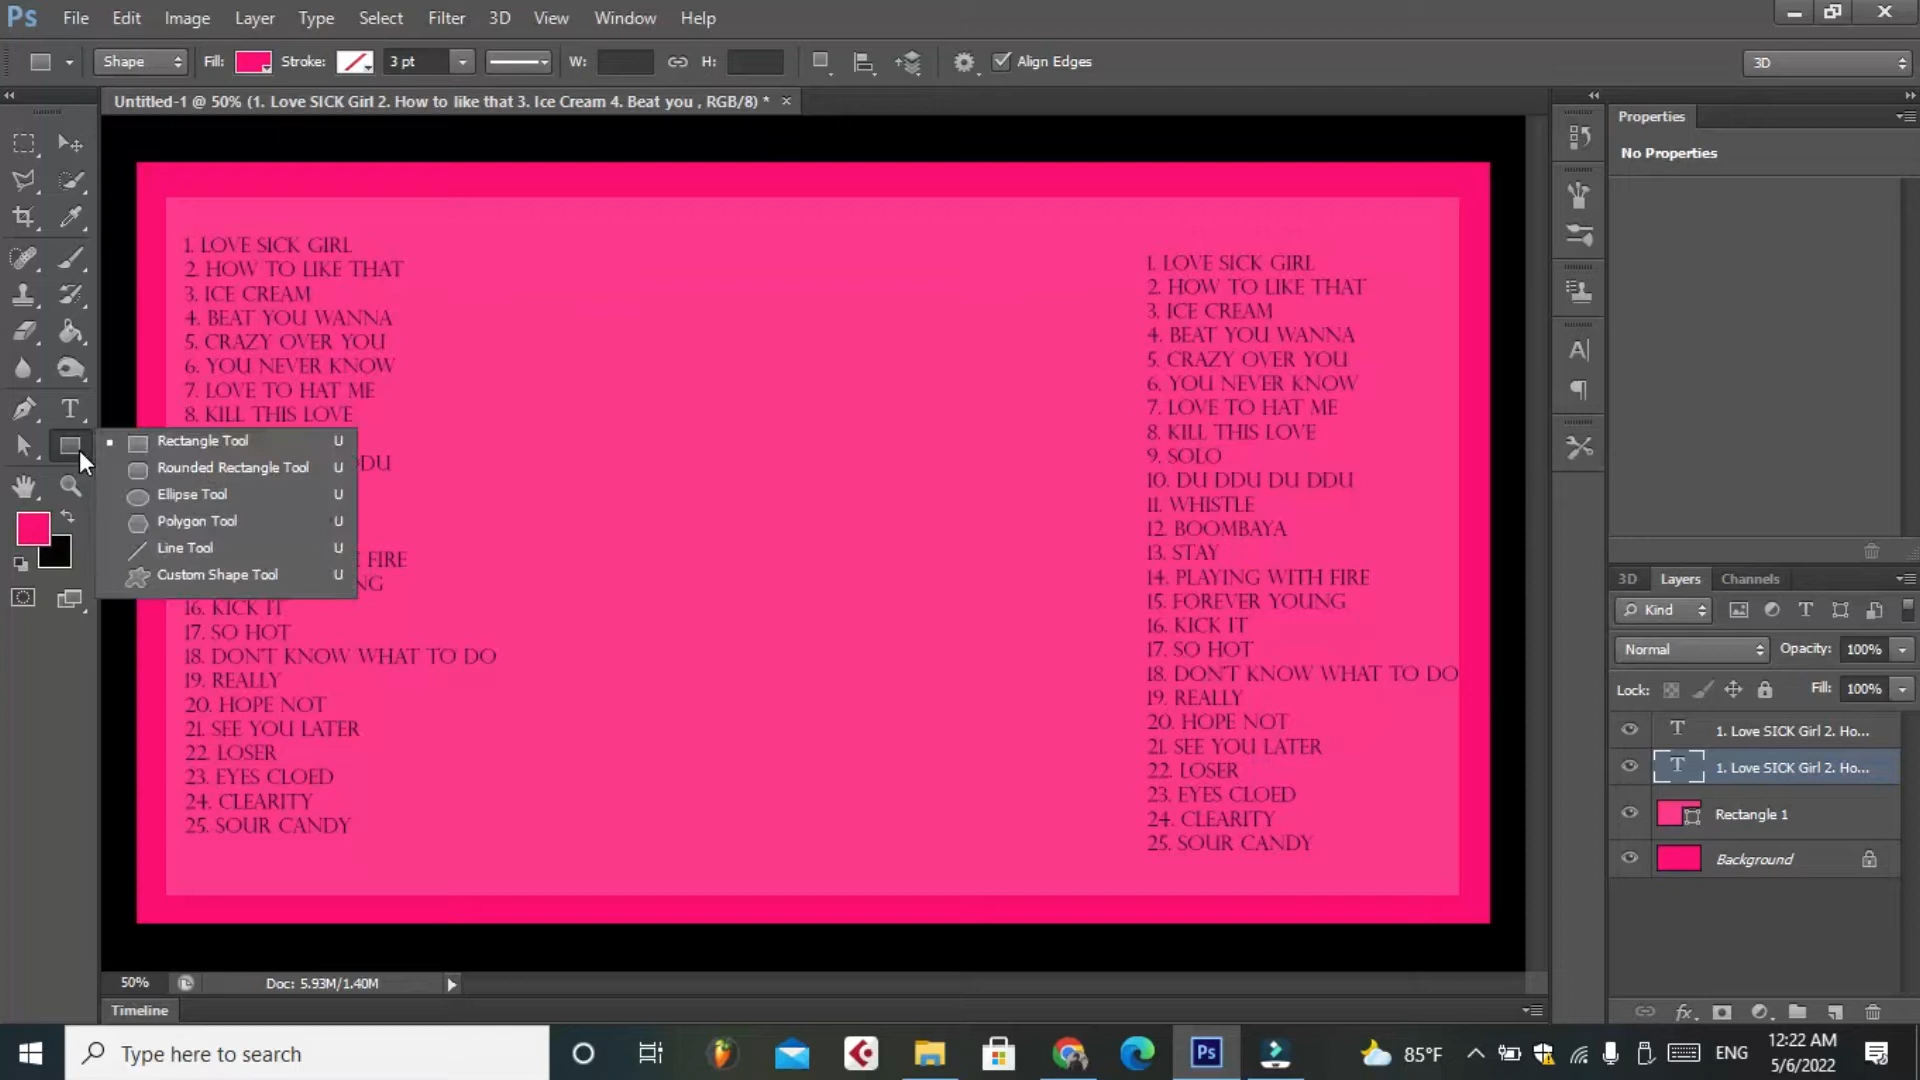 Ps File Edit Image Layer Type Select Filter 3D View Window Help
Shape Fill: Stroke: 3 pt W: H: Align Edges 3D
Untitled-1 @ 50% (1. Love SICK Girl 2. How to like that 3. Ice Cream 4. Beat you , RGB/8) * ×
1. LOVE SICK GIRL
2. HOW TO LIKE THAT
3. ICE CREAM
4. BEAT YOU WANNA
5. CRAZY OVER YOU
6. YOU NEVER KNOW
7. LOVE TO HAT ME
8. KILL THIS LOVE
DDU
FIRE
NG
16. KICK IT
17. SO HOT
18. DON'T KNOW WHAT TO DO
19. REALLY
20. HOPE NOT
21. SEE YOU LATER
22. LOSER
23. EYES CLOED
24. CLEARITY
25. SOUR CANDY
Rectangle Tool U
Rounded Rectangle Tool U
Ellipse Tool U
Polygon Tool U
Line Tool U
Custom Shape Tool U
1. LOVE SICK GIRL
2. HOW TO LIKE THAT
3. ICE CREAM
4. BEAT YOU WANNA
5. CRAZY OVER YOU
6. YOU NEVER KNOW
7. LOVE TO HAT ME
8. KILL THIS LOVE
9. SOLO
10. DU DDU DU DDU
11. WHISTLE
12. BOOMBAYA
13. STAY
14. PLAYING WITH FIRE
15. FOREVER YOUNG
16. KICK IT
17. SO HOT
18. DON'T KNOW WHAT TO DO
19. REALLY
20. HOPE NOT
21. SEE YOU LATER
22. LOSER
23. EYES CLOED
24. CLEARITY
25. SOUR CANDY
Properties
No Properties
3D Layers Channels
Kind
Normal Opacity: 100%
Lock: Fill: 100%
1. Love SICK Girl 2. Ho...
1. Love SICK Girl 2. Ho...
Rectangle 1
Background
50% Doc: 5.93M/1.40M
Timeline
Type here to search
Ps
85°F
ENG
12:22 AM
5/6/2022